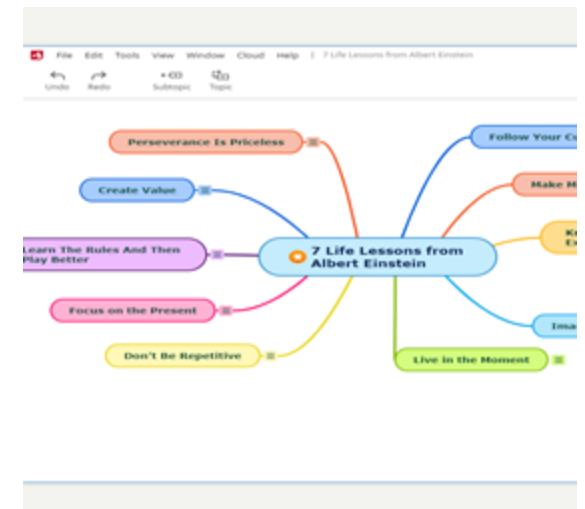 File Edit Tools View Window Cloud Help | 7 Life Lessons from Albert Einstein
Undo Redo Subtopic Topic
Perseverance Is Priceless
Follow Your
Create Value
Make
Learn The Rules And Then
Play Better
7 Life Lessons from
Albert Einstein
Focus on the Present
Don't Be Repetitive
Live in the Moment